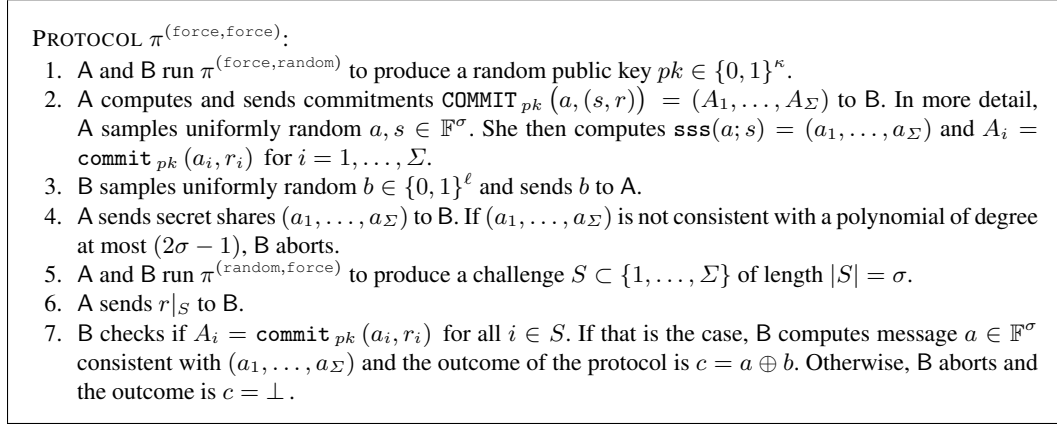 PROTOCOL π^(force,force):
1. A and B run π^(force,random) to produce a random public key pk ∈ {0, 1}^κ.
2. A computes and sends commitments COMMIT_pk (a, (s, r)) = (A_1, . . . , A_Σ) to B. In more detail,
A samples uniformly random a, s ∈ 𝔽^σ. She then computes sss(a; s) = (a_1, . . . , a_Σ) and A_i =
commit_pk (a_i, r_i) for i = 1, . . . , Σ.
3. B samples uniformly random b ∈ {0, 1}^ℓ and sends b to A.
4. A sends secret shares (a_1, . . . , a_Σ) to B. If (a_1, . . . , a_Σ) is not consistent with a polynomial of degree
at most (2σ − 1), B aborts.
5. A and B run π^(random,force) to produce a challenge S ⊂ {1, . . . , Σ} of length |S| = σ.
6. A sends r|_S to B.
7. B checks if A_i = commit_pk (a_i, r_i) for all i ∈ S. If that is the case, B computes message a ∈ 𝔽^σ
consistent with (a_1, . . . , a_Σ) and the outcome of the protocol is c = a ⊕ b. Otherwise, B aborts and
the outcome is c = ⊥ .